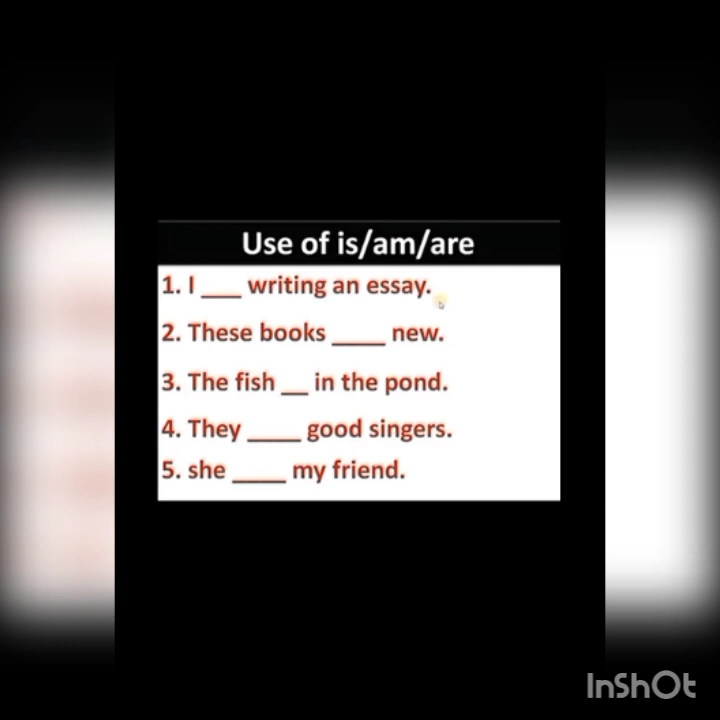 Use of is/am/are
1. I ___ writing an essay.
2. These books ____ new.
3. The fish __ in the pond.
4. They ____ good singers.
5. she ____ my friend.
InShOt